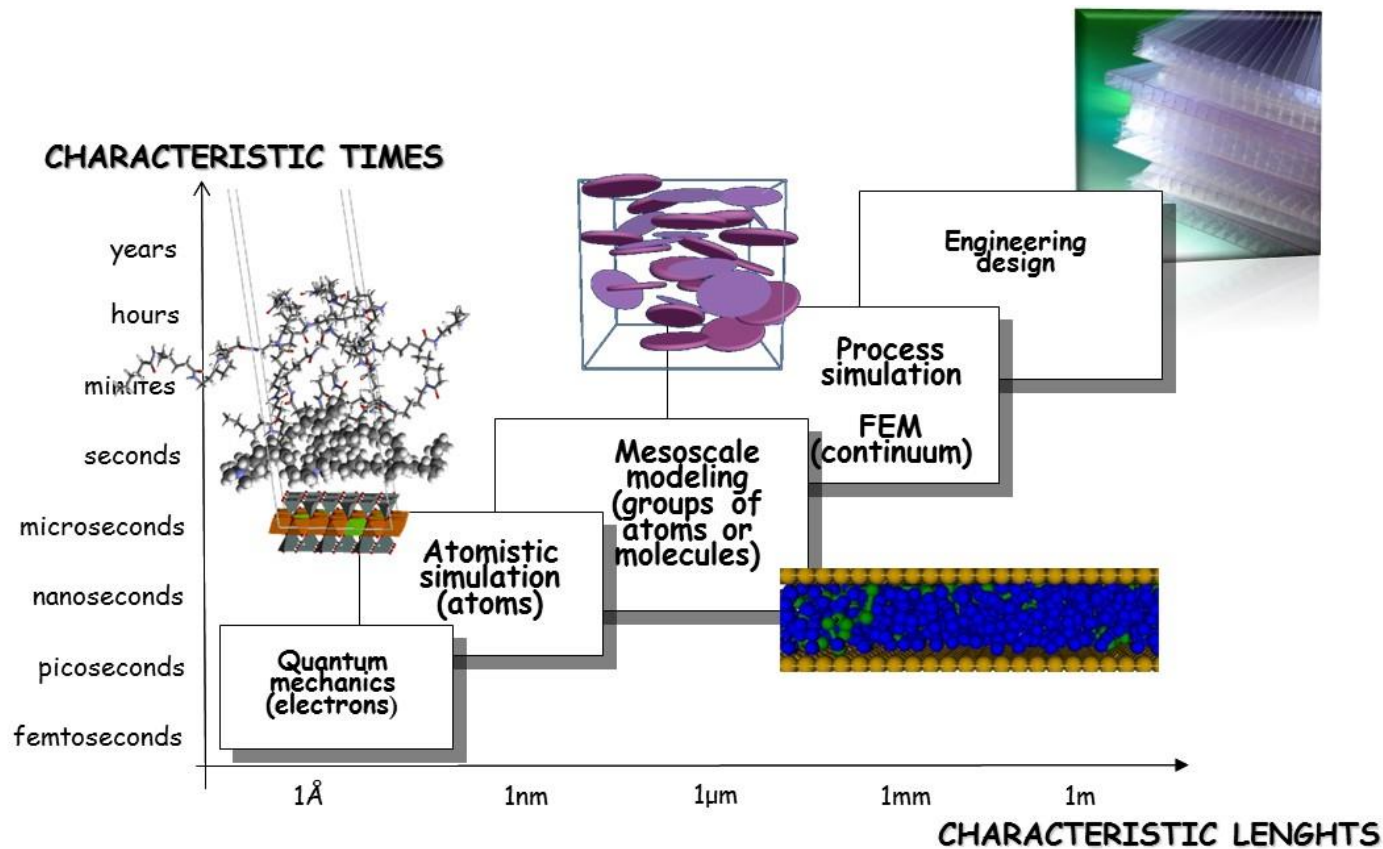 CHARACTERISTIC TIMES
years
hours
minutes
seconds
microseconds
nanoseconds
picoseconds
femtoseconds
Engineering
design
Process
simulation
FEM
(continuum)
Mesoscale
modeling
(groups of
atoms or
molecules)
Atomistic
simulation
(atoms)
Quantum
mechanics
(electrons)
1Å
1nm
1μm
1mm
1m
CHARACTERISTIC LENGHTS